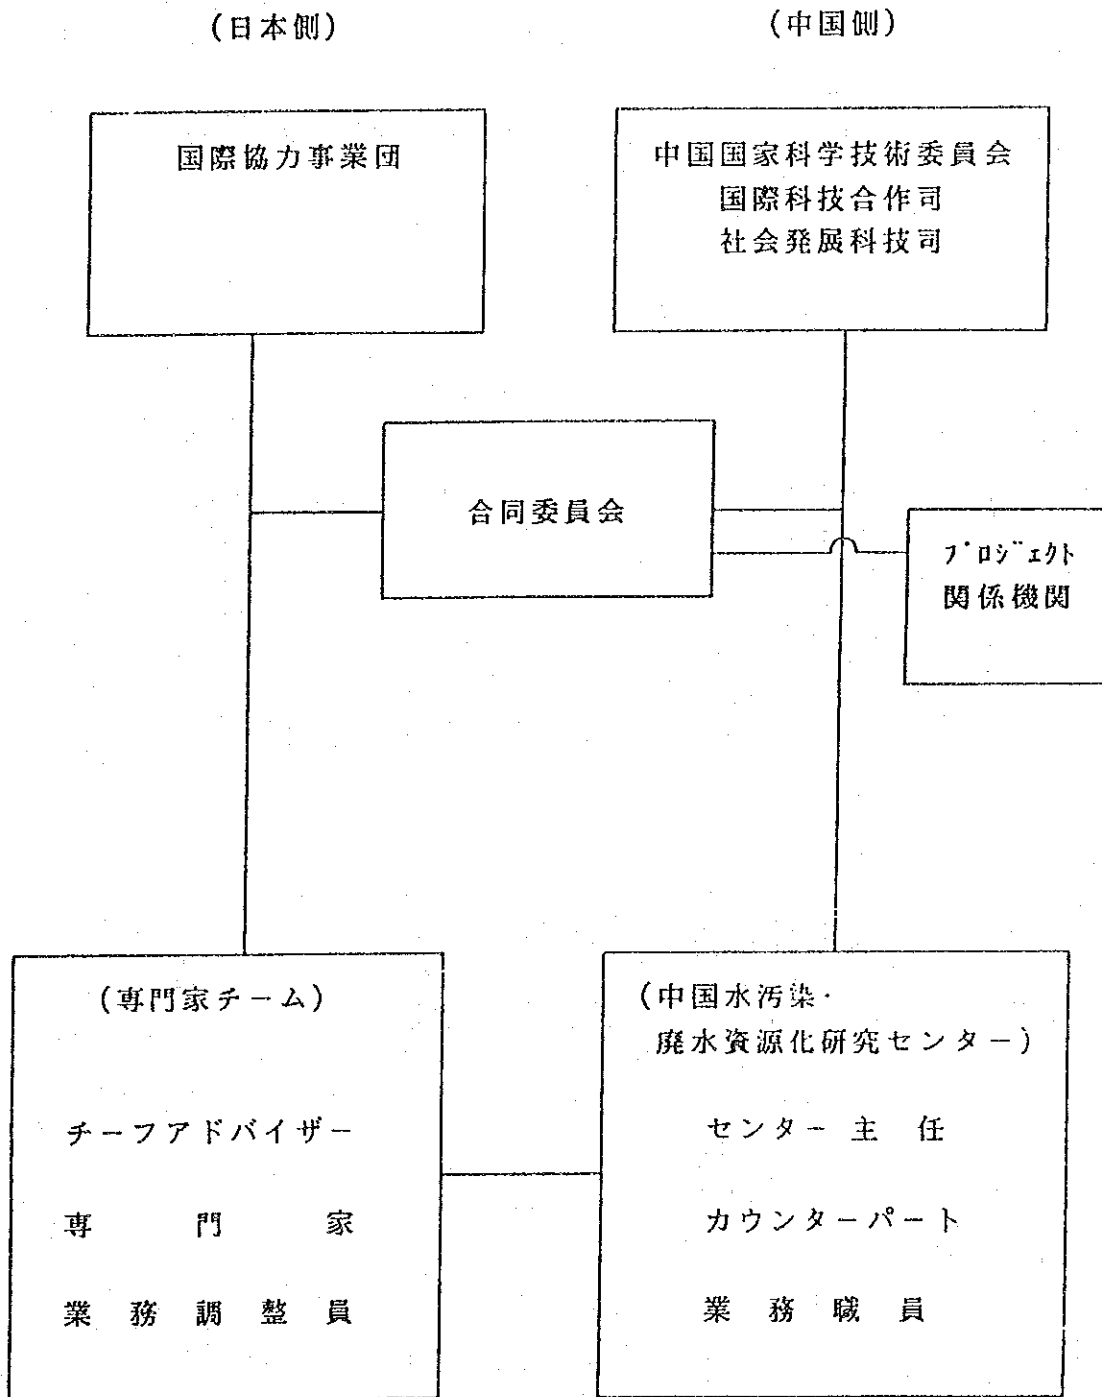 (日本側)
(中国側)
国際協力事業団
中国国家科学技術委員会
国際科技合作司
社会発展科技司
合同委員会
プロジェクト
関係機関
(専門家チーム)
チーフアドバイザー
専門家
業務調整員
(中国水汚染・
廃水資源化研究センター)
センター主任
カウンターパート
業務職員